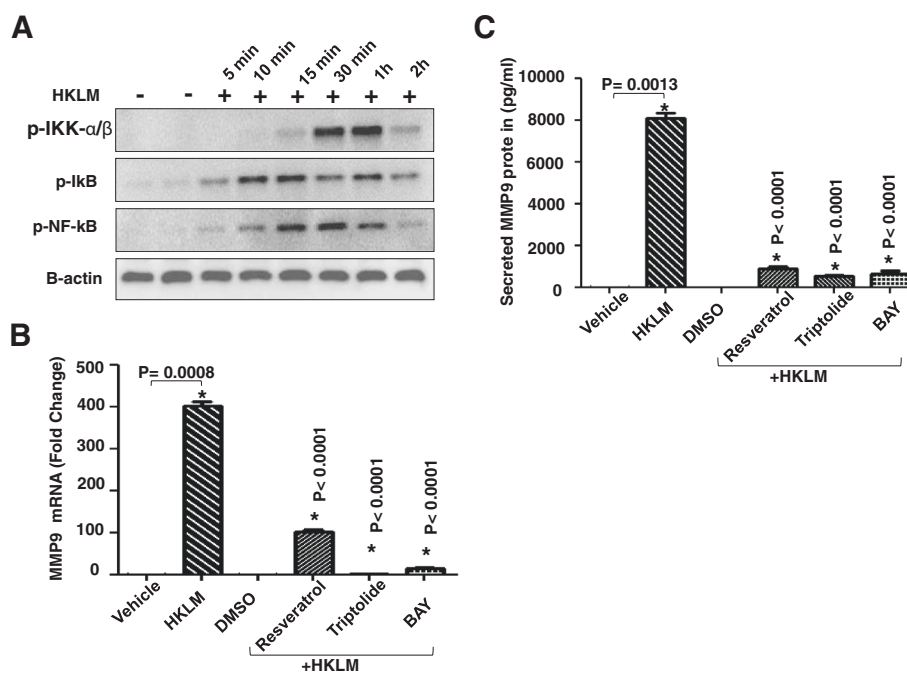 A
5 min 10 min 15 min 30 min 1h 2h
HKLM - - + + + + + +
p-IKK-α/β
p-IkB
p-NF-kB
B-actin
B
MMP9 mRNA (Fold Change)
500
400
300
200
100
0
P= 0.0008
*
* P< 0.0001
* P< 0.0001
* P< 0.0001
Vehicle
HKLM
DMSO
Resveratrol
Triptolide
BAY
+HKLM
C
Secreted MMP9 prote in (pg/ml)
10000
8000
6000
4000
2000
0
P= 0.0013
*
* P< 0.0001
* P< 0.0001
* P< 0.0001
Vehicle
HKLM
DMSO
Resveratrol
Triptolide
BAY
+HKLM